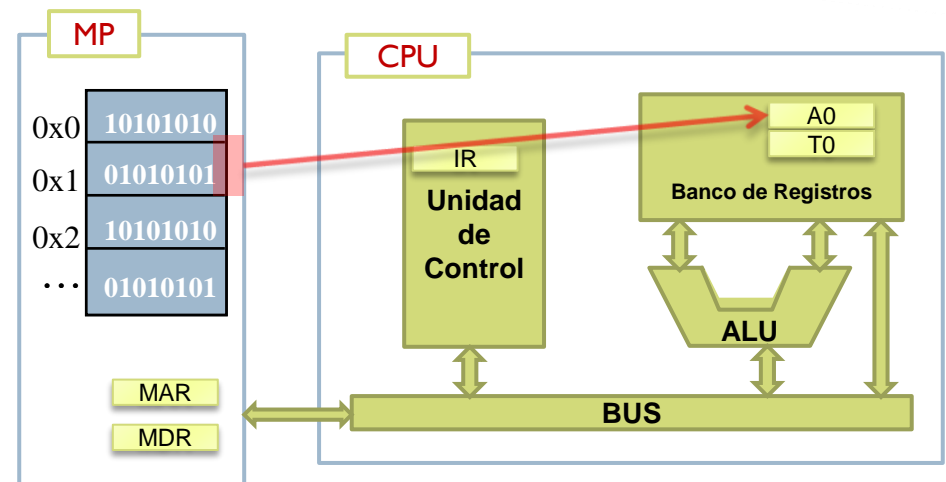 MP
CPU
0x0 10101010
0x1 01010101
0x2 10101010
... 01010101
MAR
MDR
IR
Unidad
de
Control
A0
T0
Banco de Registros
ALU
BUS